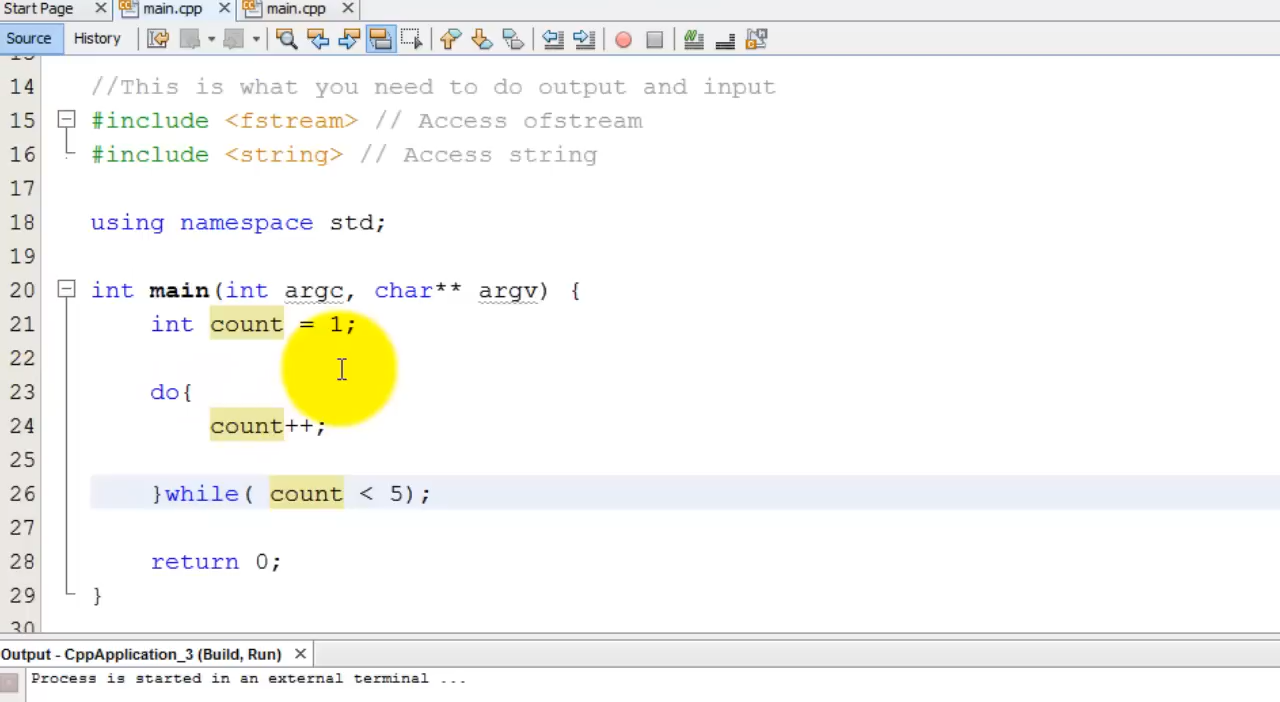 Start Page main.cpp main.cpp
Source History
14 //This is what you need to do output and input
15 #include <fstream> // Access ofstream
16 #include <string> // Access string
17
18 using namespace std;
19
20 int main(int argc, char** argv) {
21 int count = 1;
22
23 do{
24 count++;
25
26 }while( count < 5);
27
28 return 0;
29 }
30
Output - CppApplication_3 (Build, Run)
Process is started in an external terminal ...